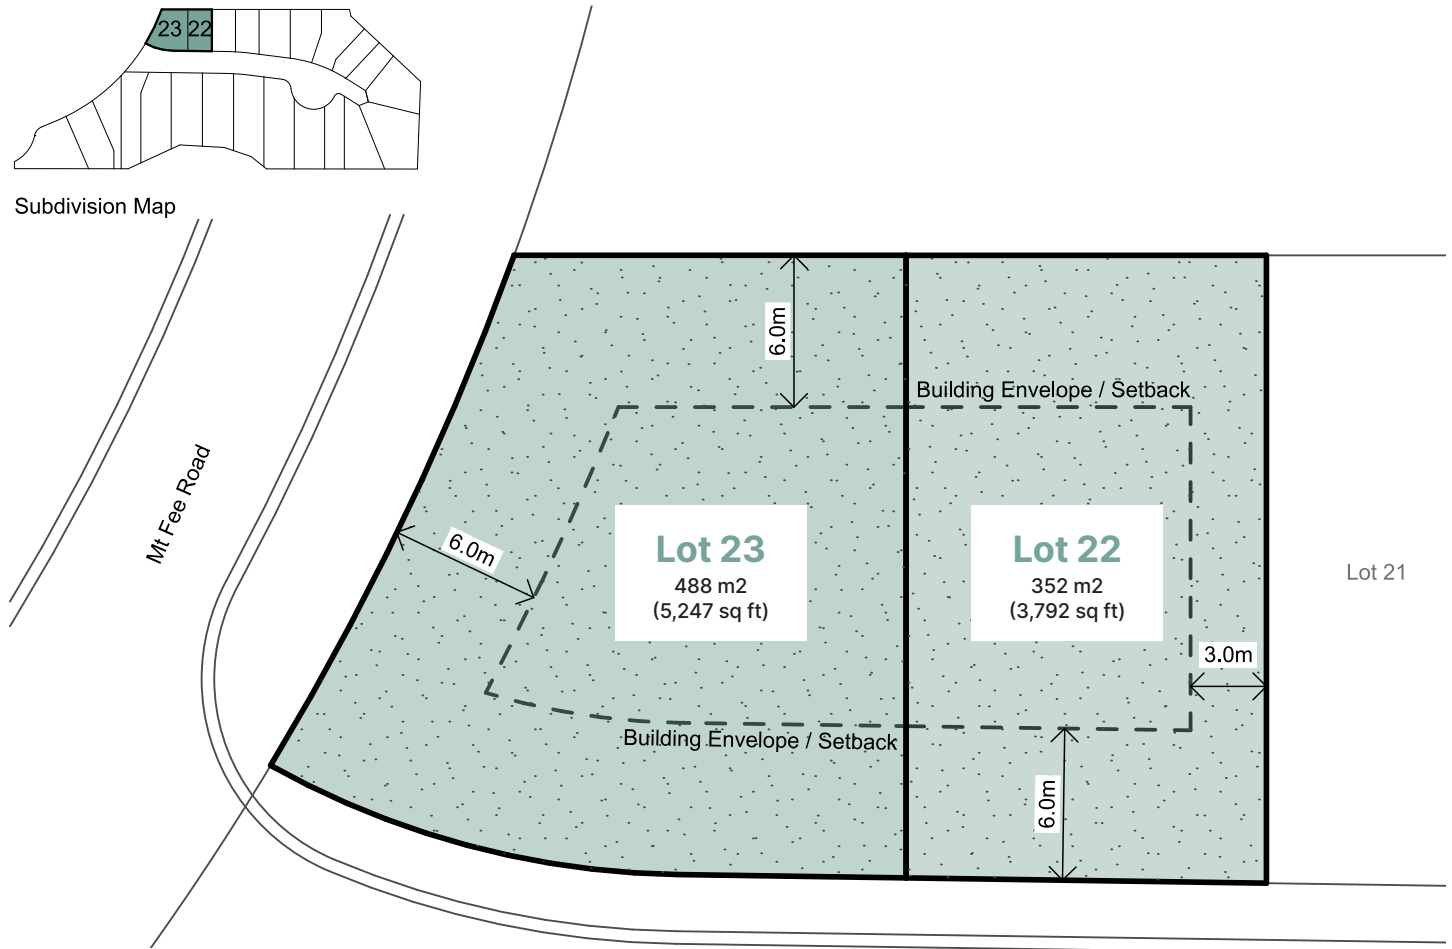 23 22
Subdivision Map
6.0m
Building Envelope / Setback
Mt Fee Road
6.0m
Lot 23
488 m2
(5,247 sq ft)
Lot 22
352 m2
(3,792 sq ft)
Lot 21
3.0m
Building Envelope / Setback
6.0m